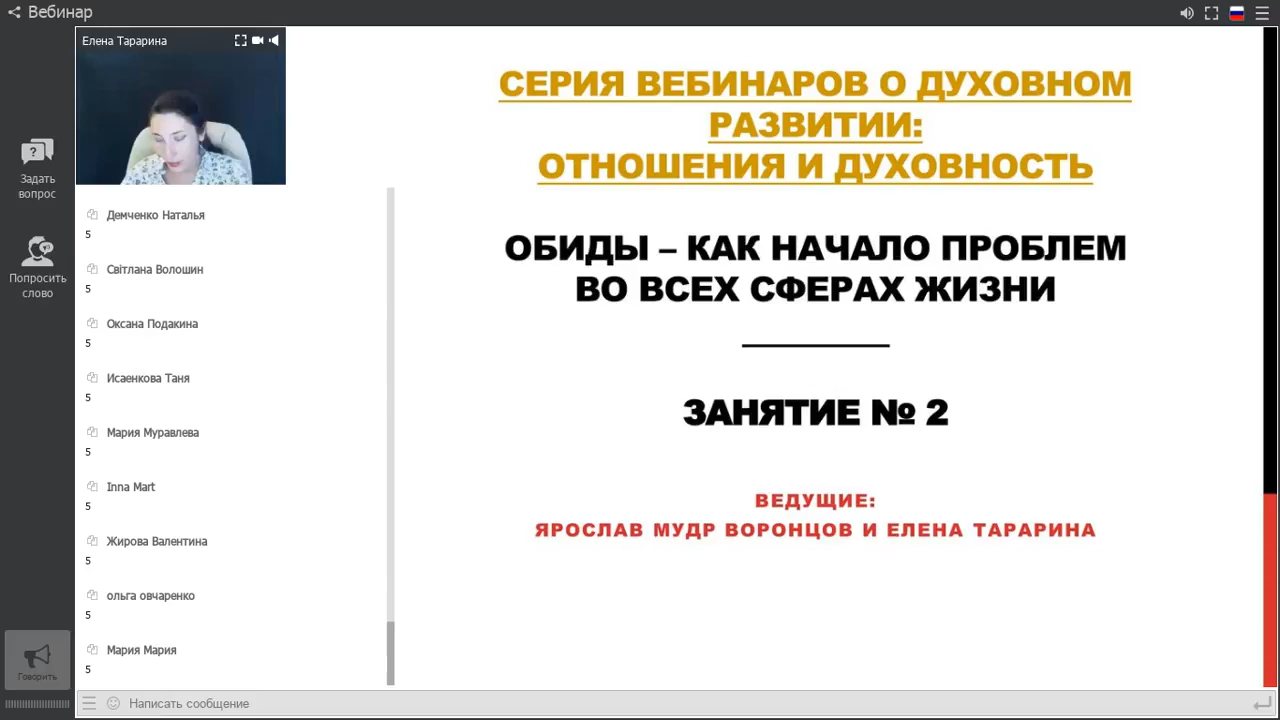 Вебинар
Елена Тарарина
Задать
вопрос
Попросить
слово
Говорить
Демченко Наталья
5
Світлана Волошин
5
Оксана Подакина
5
Исаенкова Таня
5
Мария Муравлева
5
Inna Mart
5
Жирова Валентина
5
ольга овчаренко
5
Мария Мария
5
Написать сообщение
СЕРИЯ ВЕБИНАРОВ О ДУХОВНОМ
РАЗВИТИИ:
ОТНОШЕНИЯ И ДУХОВНОСТЬ
ОБИДЫ – КАК НАЧАЛО ПРОБЛЕМ
ВО ВСЕХ СФЕРАХ ЖИЗНИ
ЗАНЯТИЕ № 2
ВЕДУЩИЕ:
ЯРОСЛАВ МУДР ВОРОНЦОВ И ЕЛЕНА ТАРАРИНА